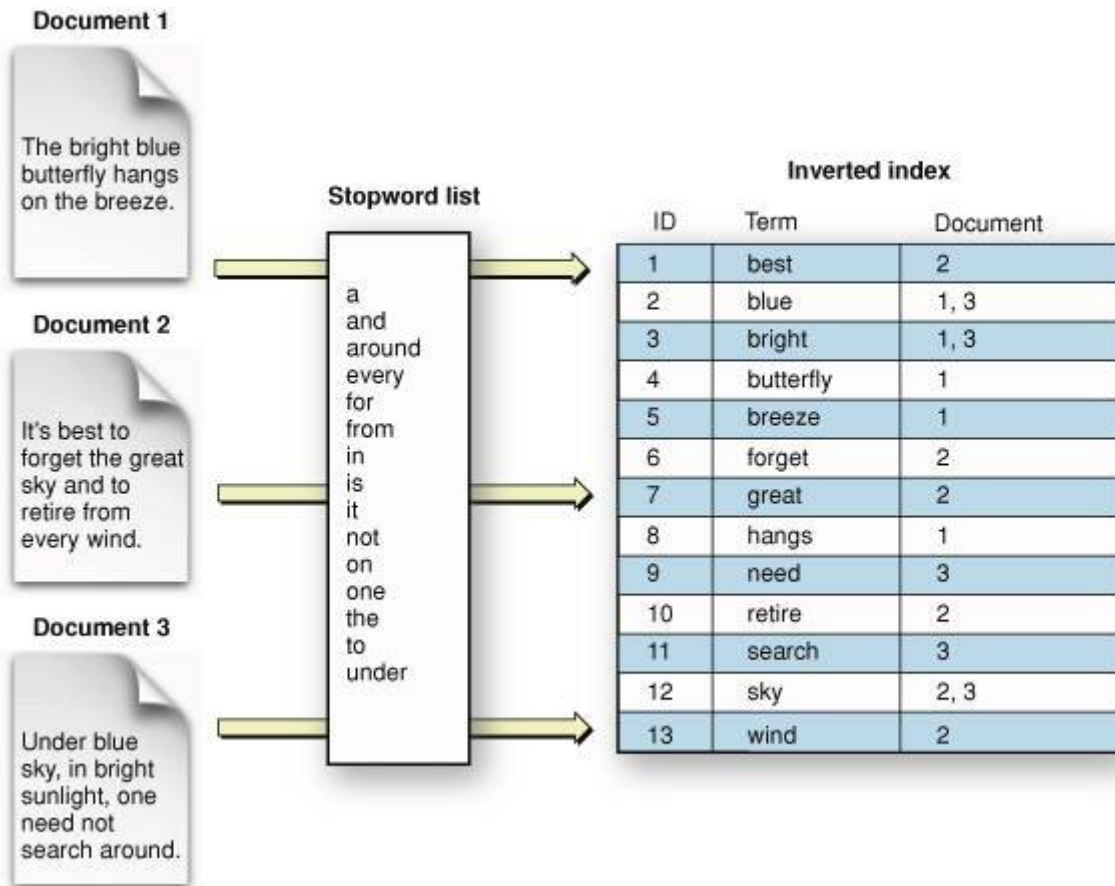 Document 1
The bright blue
butterfly hangs
on the breeze.
Document 2
It's best to
forget the great
sky and to
retire from
every wind.
Document 3
Under blue
sky, in bright
sunlight, one
need not
search around.
Stopword list
a
and
around
every
for
from
in
is
it
not
on
one
the
to
under
Inverted index
ID Term Document
1 best 2
2 blue 1, 3
3 bright 1, 3
4 butterfly 1
5 breeze 1
6 forget 2
7 great 2
8 hangs 1
9 need 3
10 retire 2
11 search 3
12 sky 2, 3
13 wind 2